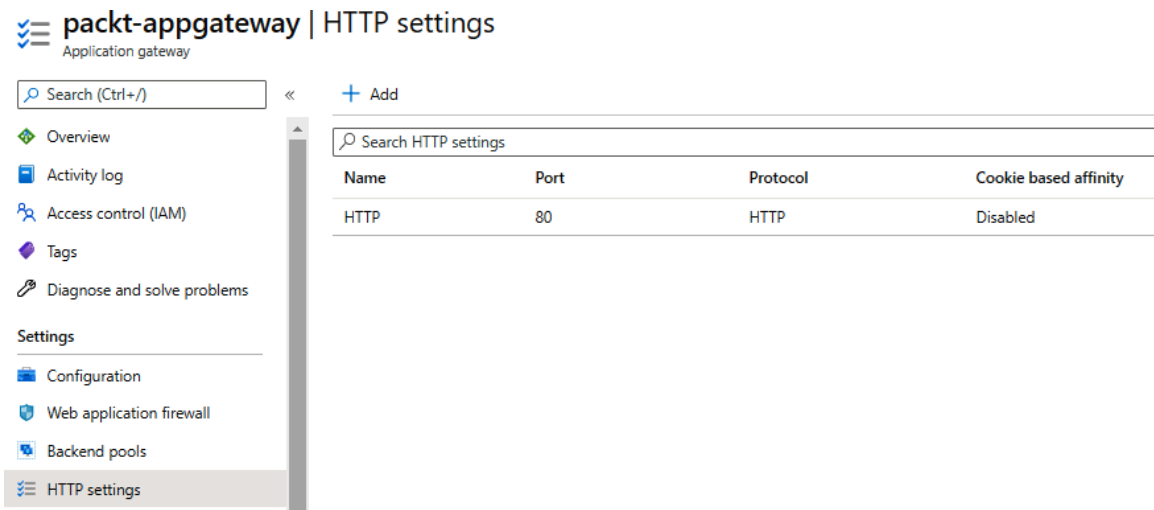 packt-appgateway | HTTP settings
Application gateway
Search (Ctrl+/)
«
Overview
Activity log
Access control (IAM)
Tags
Diagnose and solve problems
Settings
Configuration
Web application firewall
Backend pools
HTTP settings
+ Add
Search HTTP settings
Name Port Protocol Cookie based affinity
HTTP 80 HTTP Disabled